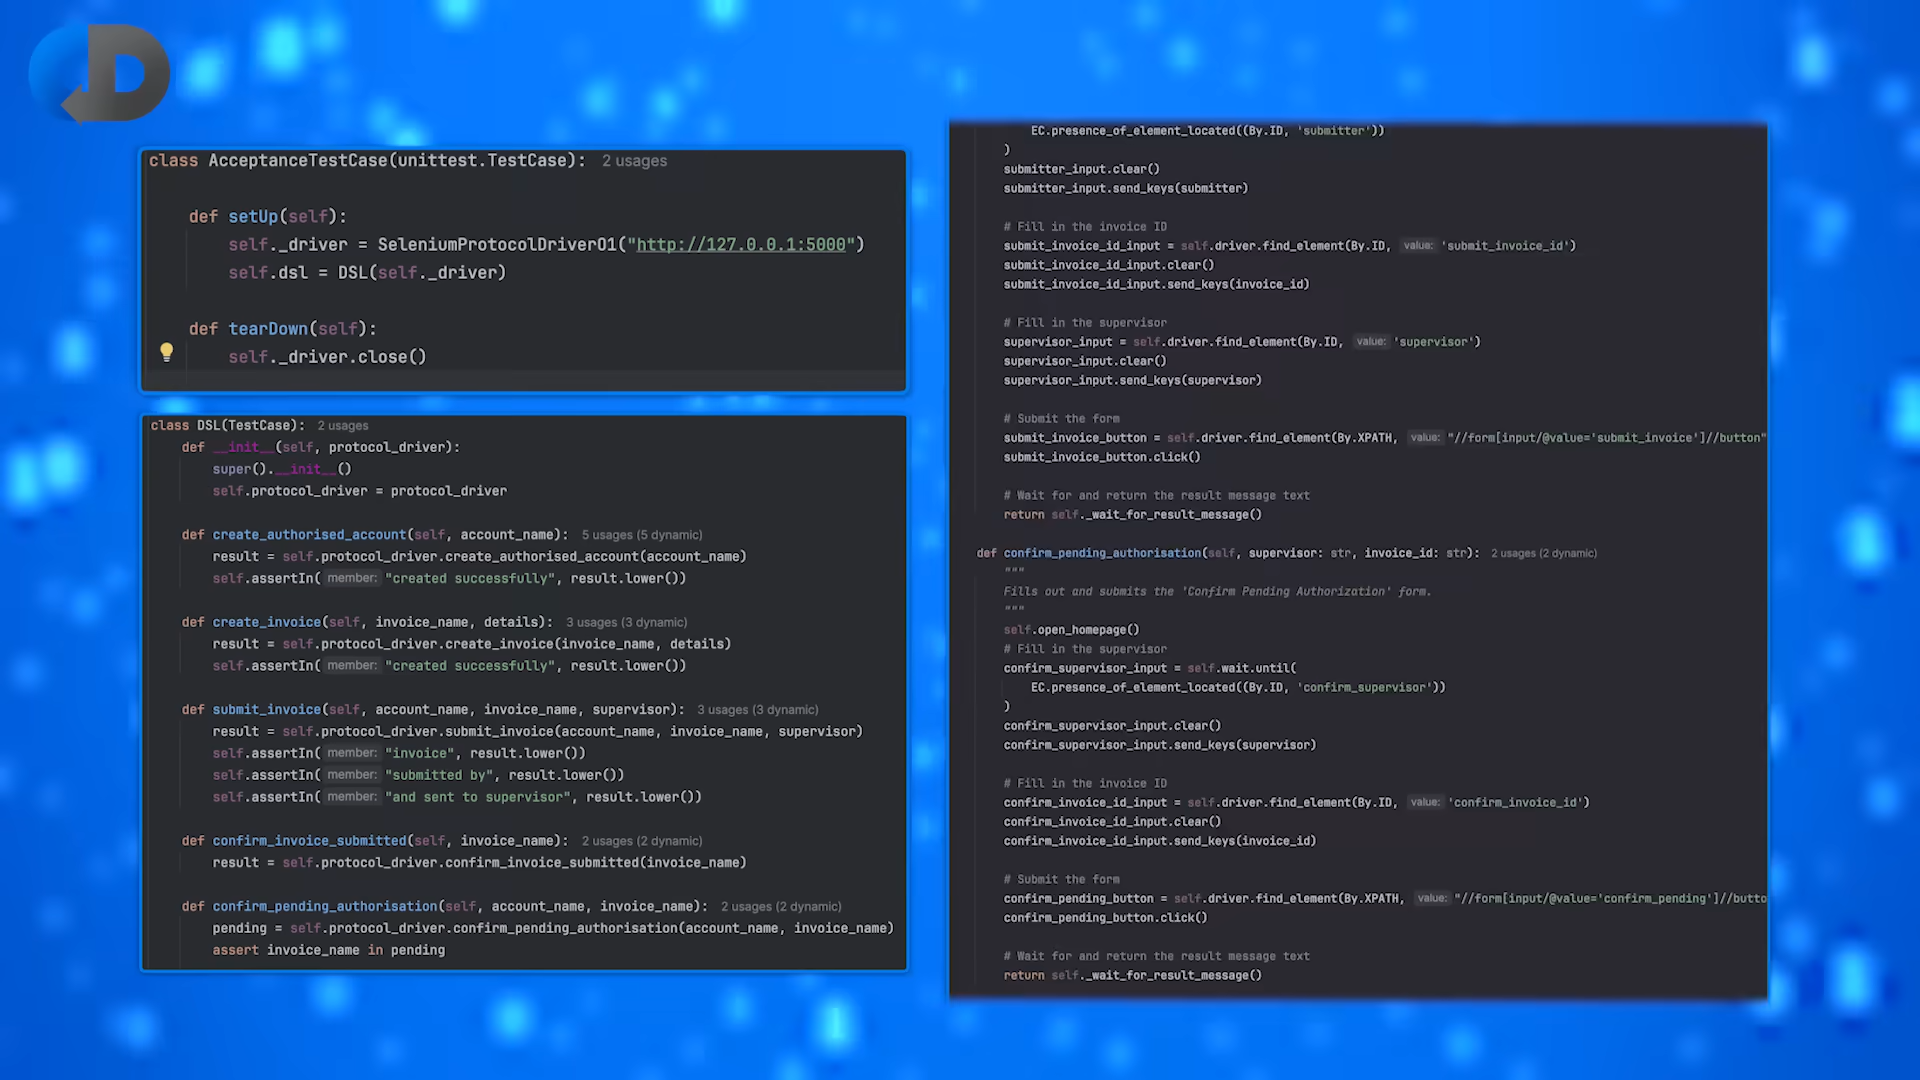 D
class AcceptanceTestCase(unittest.TestCase): 2 usages
def setUp(self):
self._driver = SeleniumProtocolDriverO1("http://127.0.0.1:5000")
self.dsl = DSL(self._driver)
def tearDown(self):
self._driver.close()
class DSL(TestCase): 2 usages
def __init__(self, protocol_driver):
super().__init__()
self.protocol_driver = protocol_driver
def create_authorised_account(self, account_name): 5 usages (5 dynamic)
result = self.protocol_driver.create_authorised_account(account_name)
self.assertIn( member: "created successfully", result.lower())
def create_invoice(self, invoice_name, details): 3 usages (3 dynamic)
result = self.protocol_driver.create_invoice(invoice_name, details)
self.assertIn( member: "created successfully", result.lower())
def submit_invoice(self, account_name, invoice_name, supervisor): 3 usages (3 dynamic)
result = self.protocol_driver.submit_invoice(account_name, invoice_name, supervisor)
self.assertIn( member: "invoice", result.lower())
self.assertIn( member: "submitted by", result.lower())
self.assertIn( member: "and sent to supervisor", result.lower())
def confirm_invoice_submitted(self, invoice_name): 2 usages (2 dynamic)
result = self.protocol_driver.confirm_invoice_submitted(invoice_name)
def confirm_pending_authorisation(self, account_name, invoice_name): 2 usages (2 dynamic)
pending = self.protocol_driver.confirm_pending_authorisation(account_name, invoice_name)
assert invoice_name in pending
EC.presence_of_element_located((By.ID, 'submitter'))
)
submitter_input.clear()
submitter_input.send_keys(submitter)
# Fill in the invoice ID
submit_invoice_id_input = self.driver.find_element(By.ID, value: 'submit_invoice_id')
submit_invoice_id_input.clear()
submit_invoice_id_input.send_keys(invoice_id)
# Fill in the supervisor
supervisor_input = self.driver.find_element(By.ID, value: 'supervisor')
supervisor_input.clear()
supervisor_input.send_keys(supervisor)
# Submit the form
submit_invoice_button = self.driver.find_element(By.XPATH, value: "//form[input/@value='submit_invoice']//button"
submit_invoice_button.click()
# Wait for and return the result message text
return self._wait_for_result_message()
def confirm_pending_authorisation(self, supervisor: str, invoice_id: str): 2 usages (2 dynamic)
"""
Fills out and submits the 'Confirm Pending Authorization' form.
"""
self.open_homepage()
# Fill in the supervisor
confirm_supervisor_input = self.wait.until(
EC.presence_of_element_located((By.ID, 'confirm_supervisor'))
)
confirm_supervisor_input.clear()
confirm_supervisor_input.send_keys(supervisor)
# Fill in the invoice ID
confirm_invoice_id_input = self.driver.find_element(By.ID, value: 'confirm_invoice_id')
confirm_invoice_id_input.clear()
confirm_invoice_id_input.send_keys(invoice_id)
# Submit the form
confirm_pending_button = self.driver.find_element(By.XPATH, value: "//form[input/@value='confirm_pending']//butto
confirm_pending_button.click()
# Wait for and return the result message text
return self._wait_for_result_message()